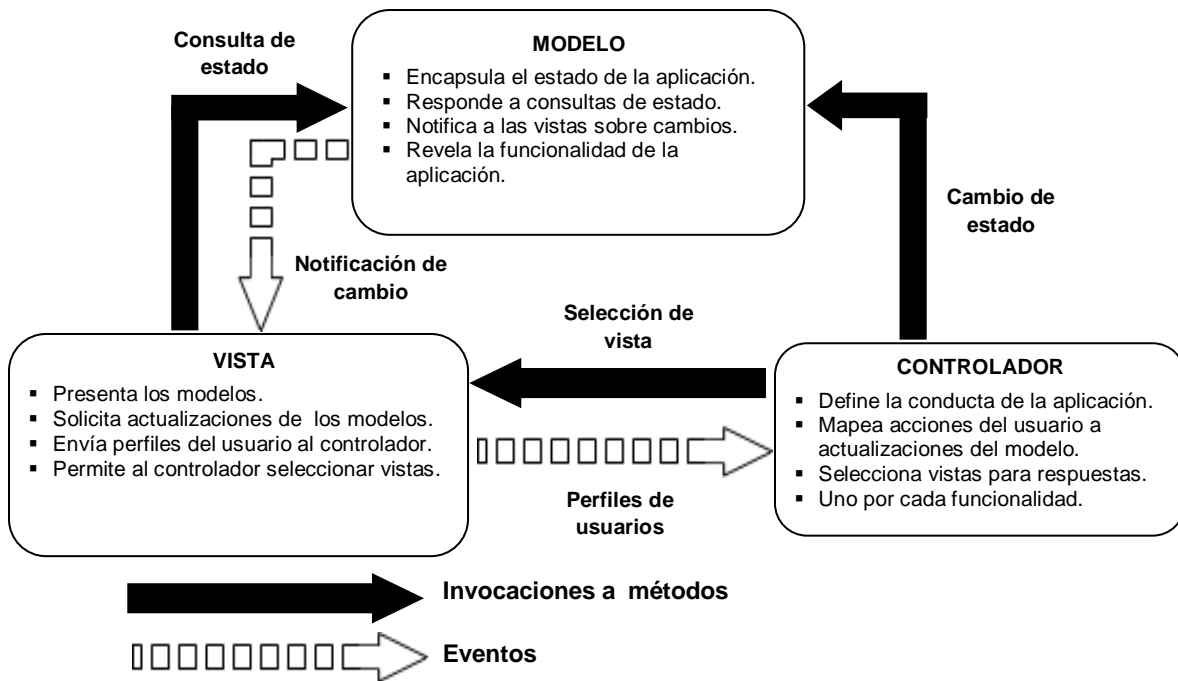 Consulta de
estado
MODELO
▪ Encapsula el estado de la aplicación.
▪ Responde a consultas de estado.
▪ Notifica a las vistas sobre cambios.
▪ Revela la funcionalidad de la
aplicación.
Cambio de
estado
Notificación de
cambio
Selección de
vista
VISTA
▪ Presenta los modelos.
▪ Solicita actualizaciones de los modelos.
▪ Envía perfiles del usuario al controlador.
▪ Permite al controlador seleccionar vistas.
CONTROLADOR
▪ Define la conducta de la aplicación.
▪ Mapea acciones del usuario a
actualizaciones del modelo.
▪ Selecciona vistas para respuestas.
▪ Uno por cada funcionalidad.
Perfiles de
usuarios
Invocaciones a métodos
Eventos